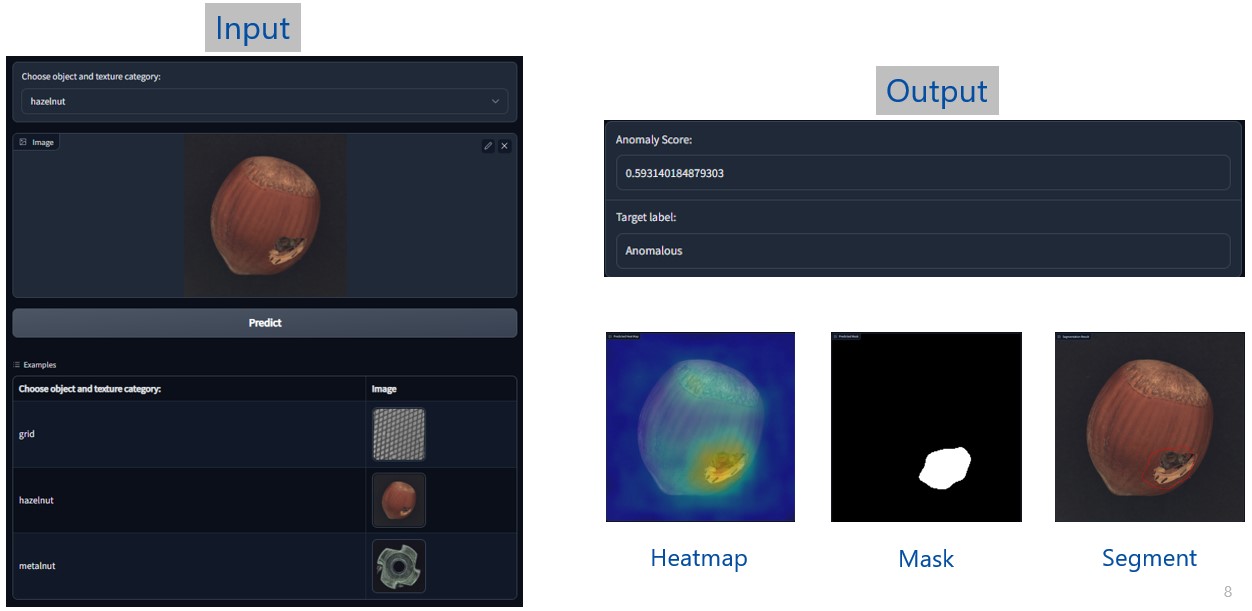 Input
Choose object and texture category:
hazelnut
Image
Predict
Examples
Choose object and texture category:
Image
grid
hazelnut
metalnut
Output
Anomaly Score:
0.593140184879303
Target label:
Anomalous
Heatmap
Mask
Segment
8